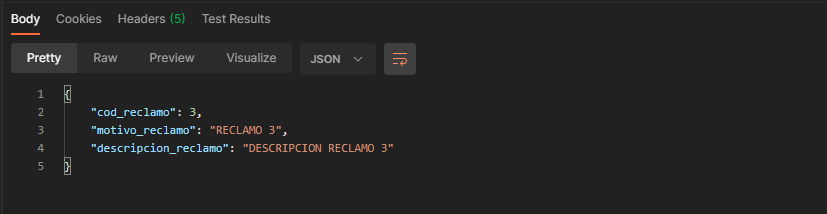 Body Cookies Headers (5) Test Results
Pretty Raw Preview Visualize JSON
1 {
2 "cod_reclamo": 3,
3 "motivo_reclamo": "RECLAMO 3",
4 "descripcion_reclamo": "DESCRIPCION RECLAMO 3"
5 }